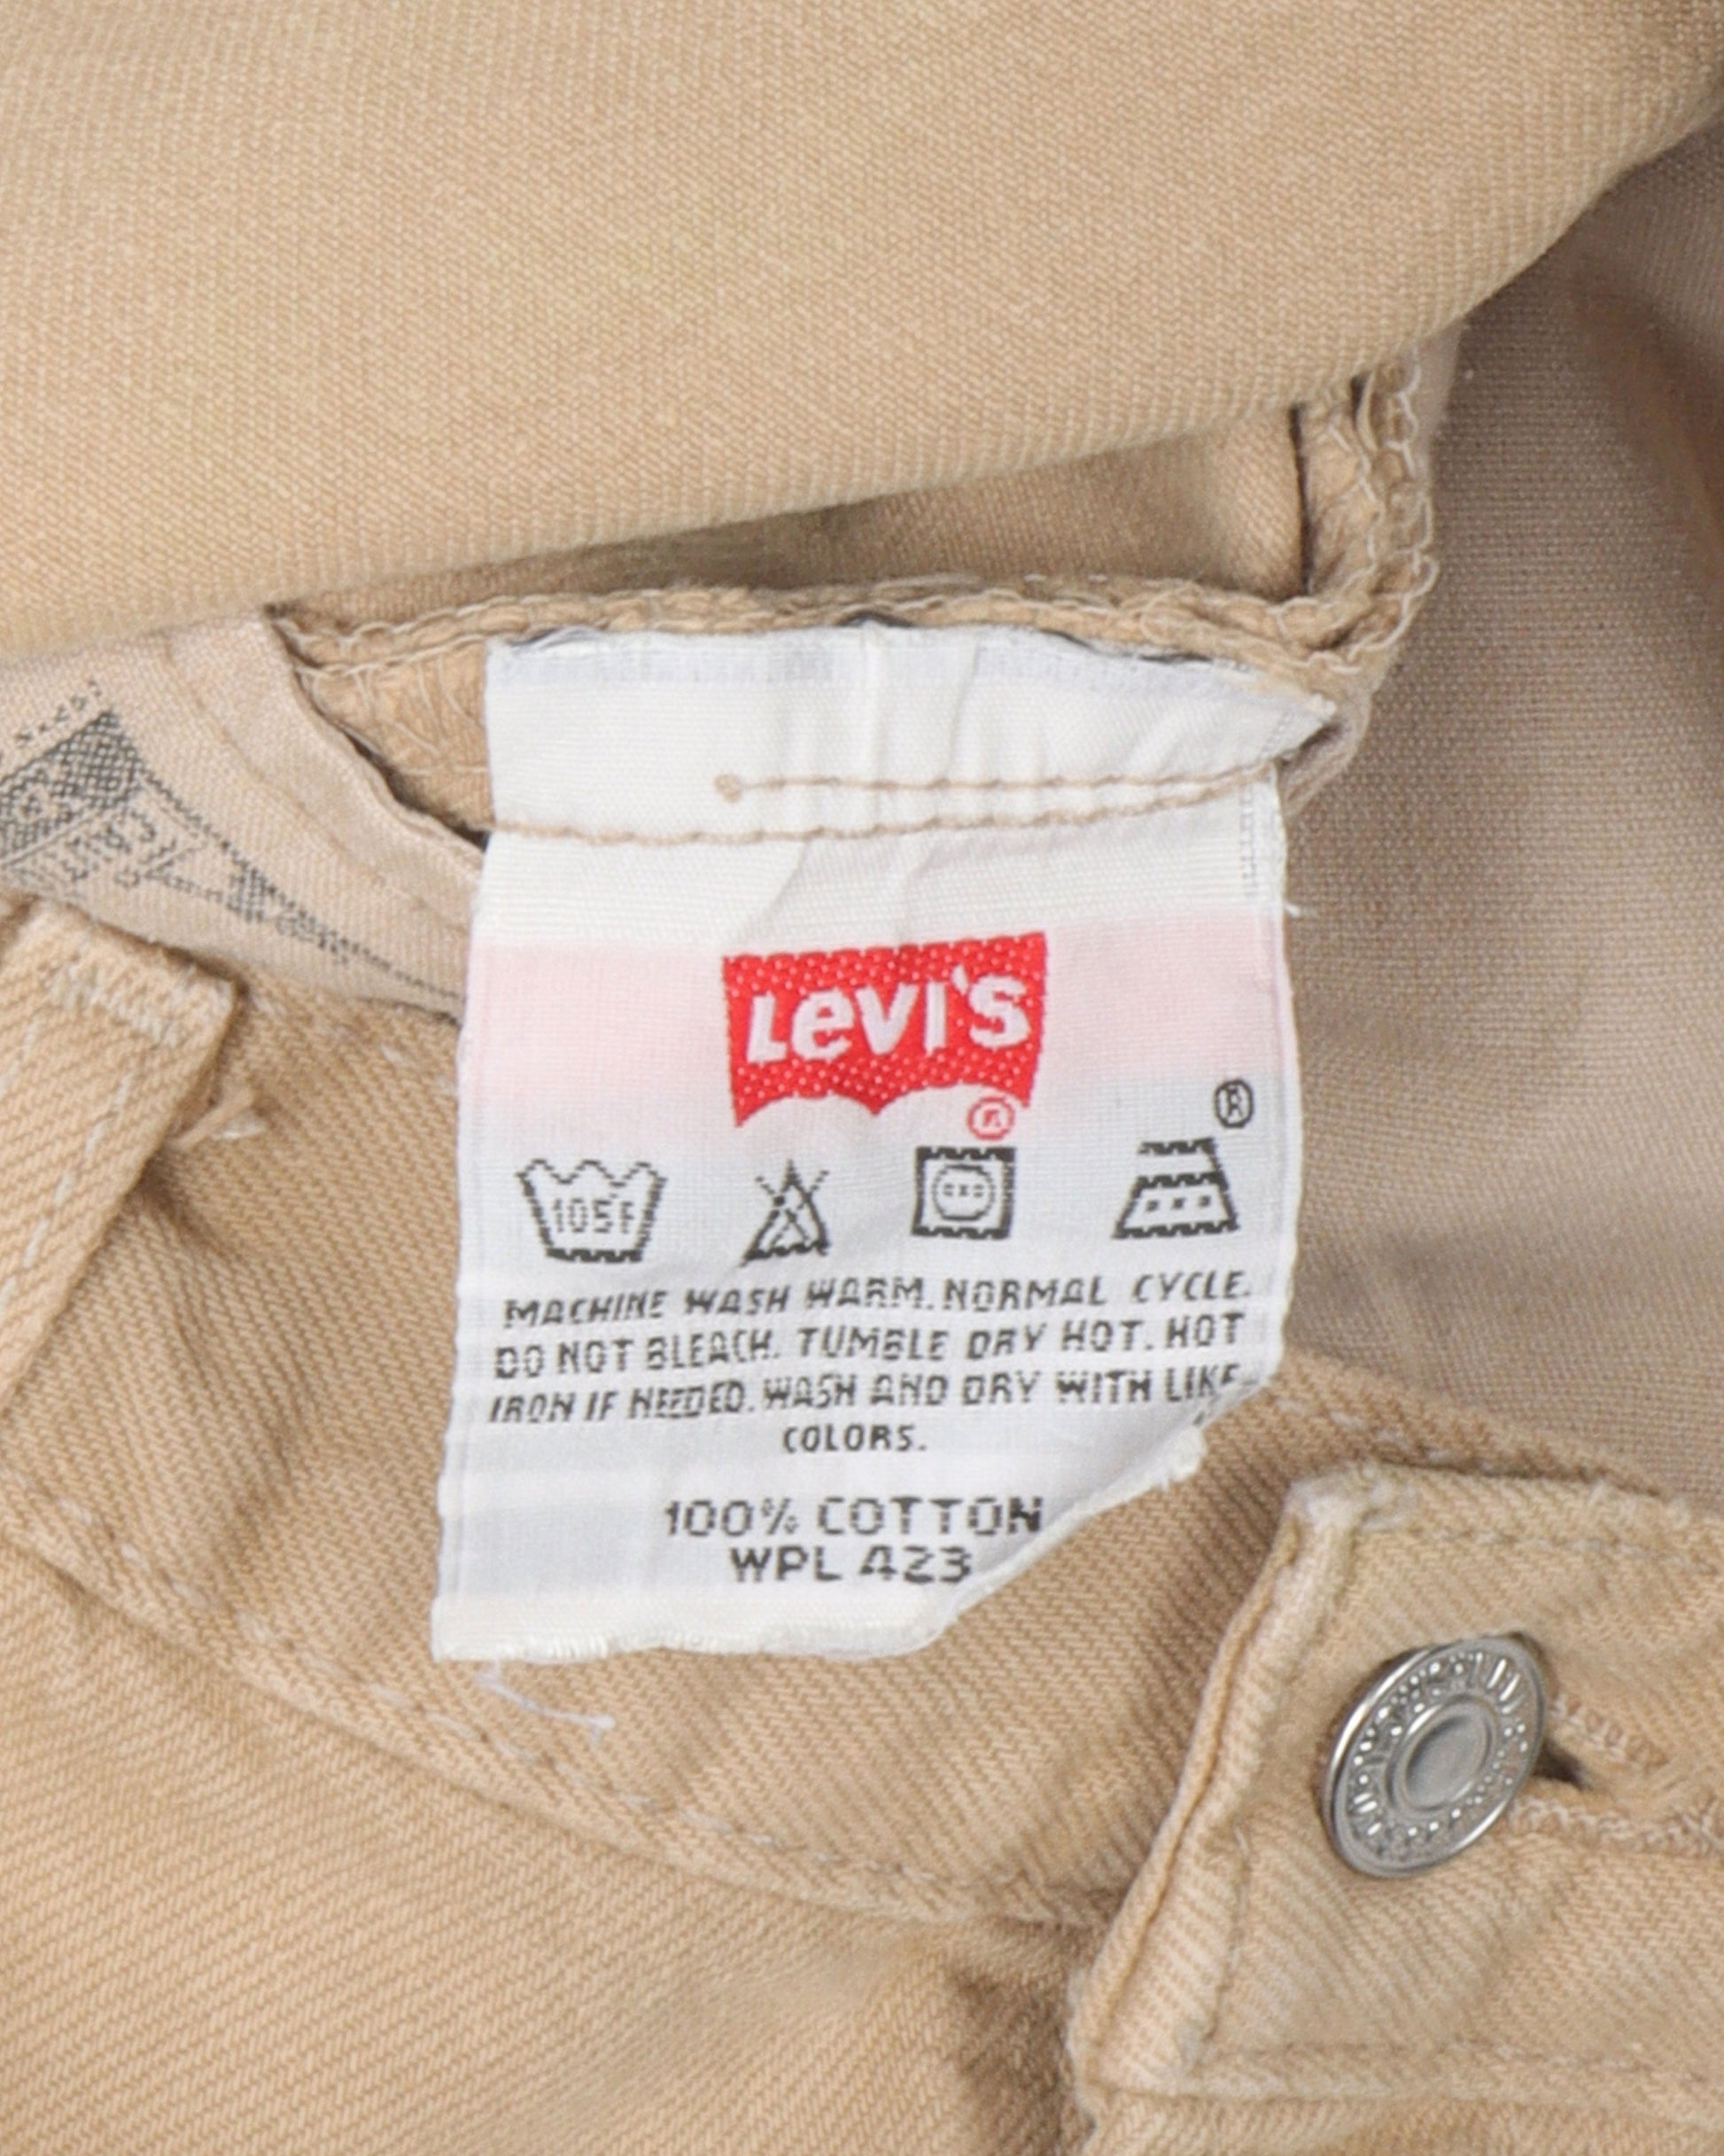 LEVI'S
®
®
105°F
MACHINE WASH WARM. NORMAL CYCLE.
DO NOT BLEACH. TUMBLE DRY HOT. HOT
IRON IF NEEDED. WASH AND DRY WITH LIKE
COLORS.
100% COTTON
WPL 423